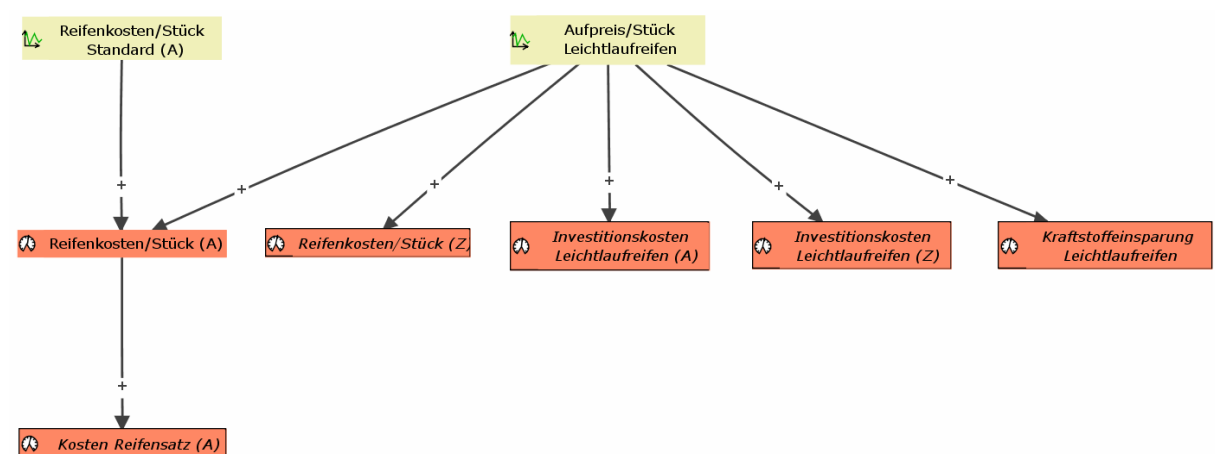 Reifenkosten/Stück
Standard (A)
Aufpreis/Stück
Leichtlaufreifen
+
+
+
+
+
+
Reifenkosten/Stück (A)
Reifenkosten/Stück (Z)
Investitionskosten
Leichtlaufreifen (A)
Investitionskosten
Leichtlaufreifen (Z)
Kraftstoffeinsparung
Leichtlaufreifen
+
Kosten Reifensatz (A)